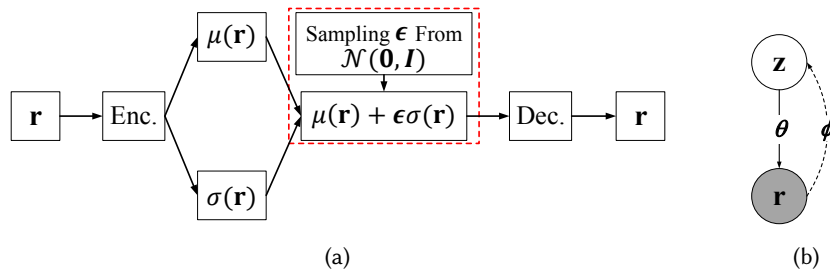 μ(r)
Sampling ϵ From
𝒩(0, I)
r
Enc.
μ(r) + ϵσ(r)
Dec.
r
σ(r)
(a)
z
θ
ϕ
r
(b)